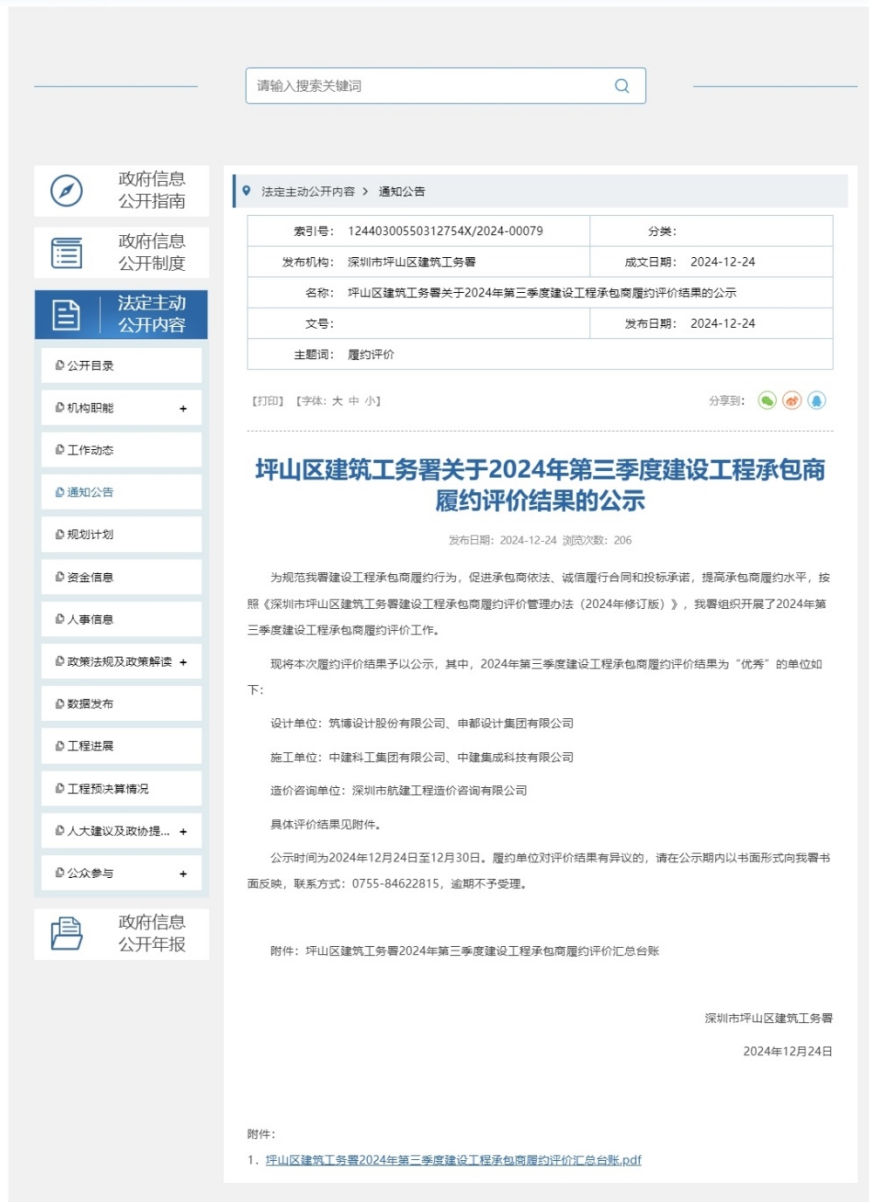 请输入搜索关键词
政府信息
公开指南
政府信息
公开制度
法定主动
公开内容
公开目录
机构职能 +
工作动态
通知公告
规划计划
资金信息
人事信息
政策法规及政策解读 +
数据发布
工程进展
工程预决算情况
人大建议及政协提... +
公众参与 +
政府信息
公开年报
法定主动公开内容 > 通知公告
索引号: 12440300550312754X/2024-00079 分类:
发布机构: 深圳市坪山区建筑工务署 成文日期: 2024-12-24
名称: 坪山区建筑工务署关于2024年第三季度建设工程承包商履约评价结果的公示
文号: 发布日期: 2024-12-24
主题词: 履约评价
【打印】【字体: 大 中 小】 分享到:
坪山区建筑工务署关于2024年第三季度建设工程承包商
履约评价结果的公示
发布日期: 2024-12-24 浏览次数: 206
为规范我署建设工程承包商履约行为，促进承包商依法、诚信履行合同和投标承诺，提高承包商履约水平，按
照《深圳市坪山区建筑工务署建设工程承包商履约评价管理办法（2024年修订版）》，我署组织开展了2024年第
三季度建设工程承包商履约评价工作。
现将本次履约评价结果予以公示，其中，2024年第三季度建设工程承包商履约评价结果为“优秀”的单位如
下：
设计单位：筑博设计股份有限公司、申都设计集团有限公司
施工单位：中建科工集团有限公司、中建集成科技有限公司
造价咨询单位：深圳市航建工程造价咨询有限公司
具体评价结果见附件。
公示时间为2024年12月24日至12月30日。履约单位对评价结果有异议的，请在公示期内以书面形式向我署书
面反映，联系方式：0755-84622815，逾期不予受理。
附件：坪山区建筑工务署2024年第三季度建设工程承包商履约评价汇总台账
深圳市坪山区建筑工务署
2024年12月24日
附件：
1. 坪山区建筑工务署2024年第三季度建设工程承包商履约评价汇总台账.pdf